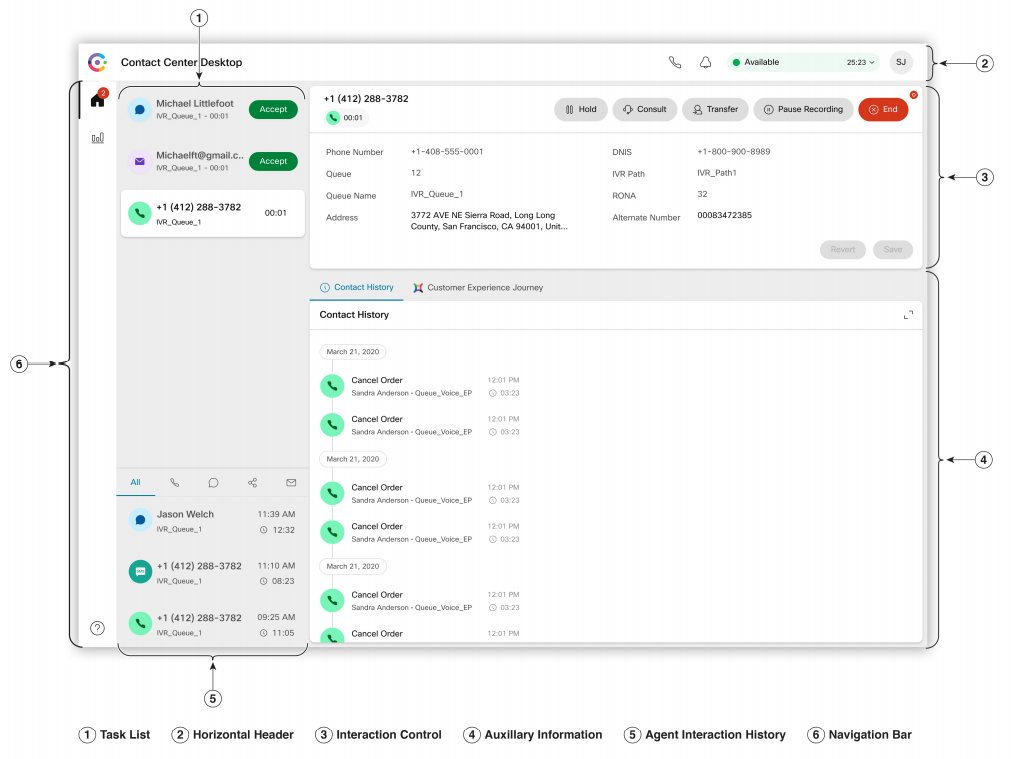 1
Contact Center Desktop
Available
25:23
SJ
2
2
Michael Littlefoot
IVR_Queue_1 - 00:01
Accept
Michaelft@gmail.c..
IVR_Queue_1 - 00:01
Accept
+1 (412) 288-3782
IVR_Queue_1
00:01
+1 (412) 288-3782
00:01
Hold
Consult
Transfer
Pause Recording
End
0
Phone Number
+1-408-555-0001
DNIS
+1-800-900-8989
Queue
12
IVR Path
IVR_Path1
Queue Name
IVR_Queue_1
RONA
32
Address
3772 AVE NE Sierra Road, Long Long
County, San Francisco, CA 94001, Unit...
Alternate Number
00083472385
Revert
Save
3
Contact History
Customer Experience Journey
Contact History
March 21, 2020
Cancel Order
12:01 PM
Sandra Anderson - Queue_Voice_EP
03:23
Cancel Order
12:01 PM
Sandra Anderson - Queue_Voice_EP
03:23
March 21, 2020
Cancel Order
12:01 PM
Sandra Anderson - Queue_Voice_EP
03:23
Cancel Order
12:01 PM
Sandra Anderson - Queue_Voice_EP
03:23
March 21, 2020
Cancel Order
12:01 PM
Sandra Anderson - Queue_Voice_EP
03:23
Cancel Order
12:01 PM
4
6
All
Jason Welch
11:39 AM
IVR_Queue_1
12:32
+1 (412) 288-3782
11:10 AM
IVR_Queue_1
08:23
+1 (412) 288-3782
09:25 AM
IVR_Queue_1
11:05
5
1 Task List
2 Horizontal Header
3 Interaction Control
4 Auxillary Information
5 Agent Interaction History
6 Navigation Bar